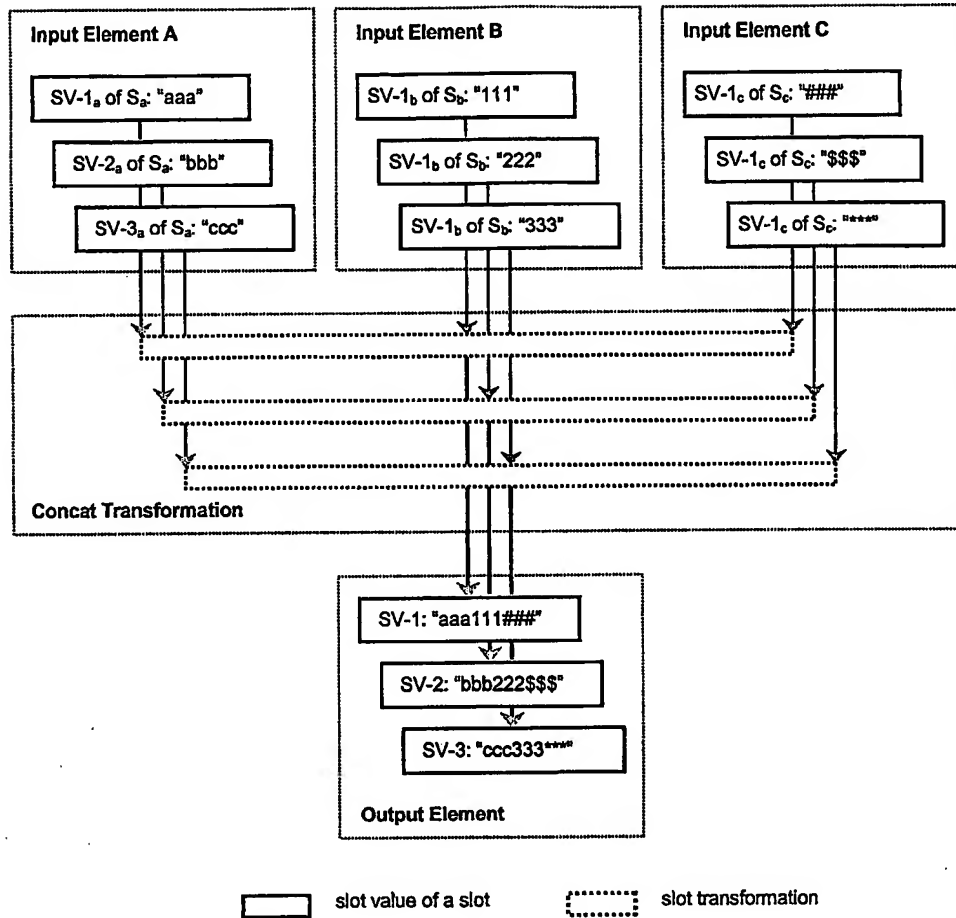 Input Element A
SV-1a of Sa: "aaa"
SV-2a of Sa: "bbb"
SV-3a of Sa: "ccc"
Input Element B
SV-1b of Sb: "111"
SV-1b of Sb: "222"
SV-1b of Sb: "333"
Input Element C
SV-1c of Sc: "###"
SV-1c of Sc: "$$$"
SV-1c of Sc: "***"
Concat Transformation
SV-1: "aaa111###"
SV-2: "bbb222$$$"
SV-3: "ccc333***"
Output Element
slot value of a slot
slot transformation